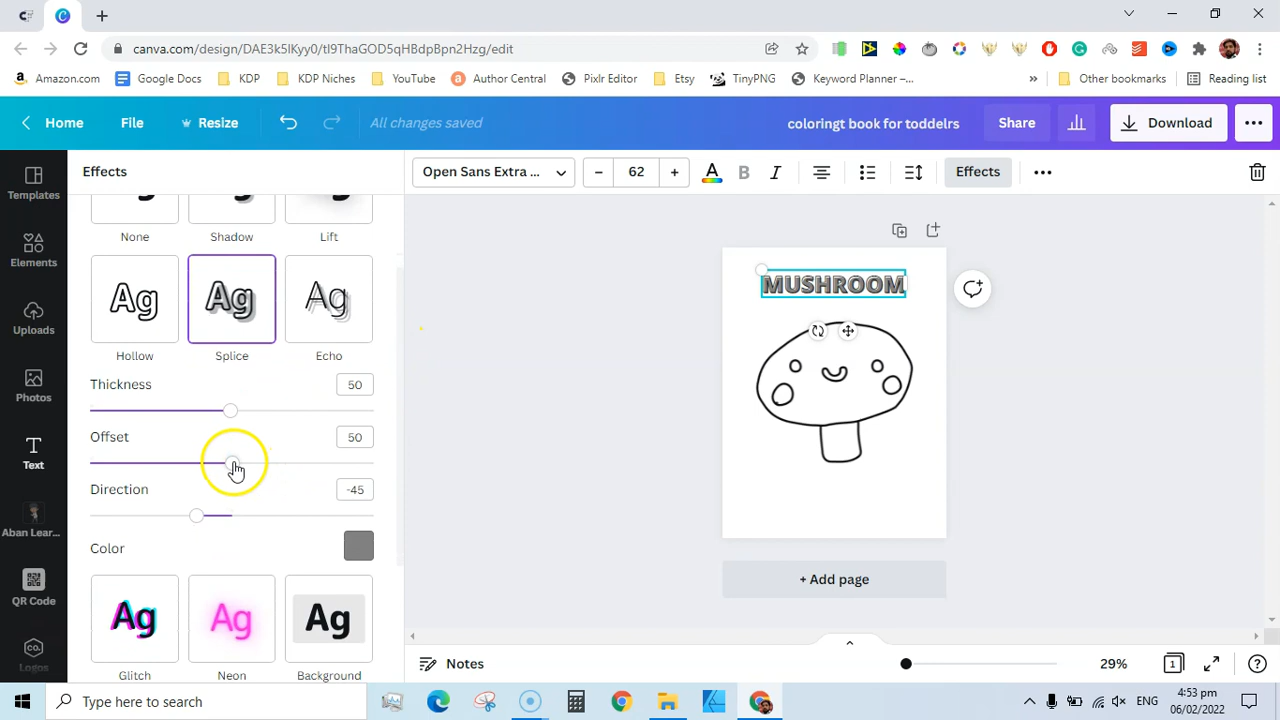 canva.com/design/DAE3k5lKyy0/tl9ThaGOD5qHBdpBpn2Hzg/edit
Amazon.com
Google Docs
KDP
KDP Niches
YouTube
Author Central
Pixlr Editor
Etsy
TinyPNG
Keyword Planner –...
»
Other bookmarks
Reading list
Home
File
Resize
All changes saved
coloringt book for toddelrs
Share
Download
Templates
Elements
Uploads
Photos
Text
Aban Lear...
QR Code
CO.
Logos
Effects
Open Sans Extra ...
– 62 +
A
B
I
Effects
None
Shadow
Lift
Ag
Ag
Ag
Hollow
Splice
Echo
Thickness
50
Offset
50
Direction
-45
Color
Ag
Ag
Ag
Glitch
Neon
Background
MUSHROOM
+ Add page
Notes
29%
1
?
Type here to search
ENG
4:53 pm
06/02/2022